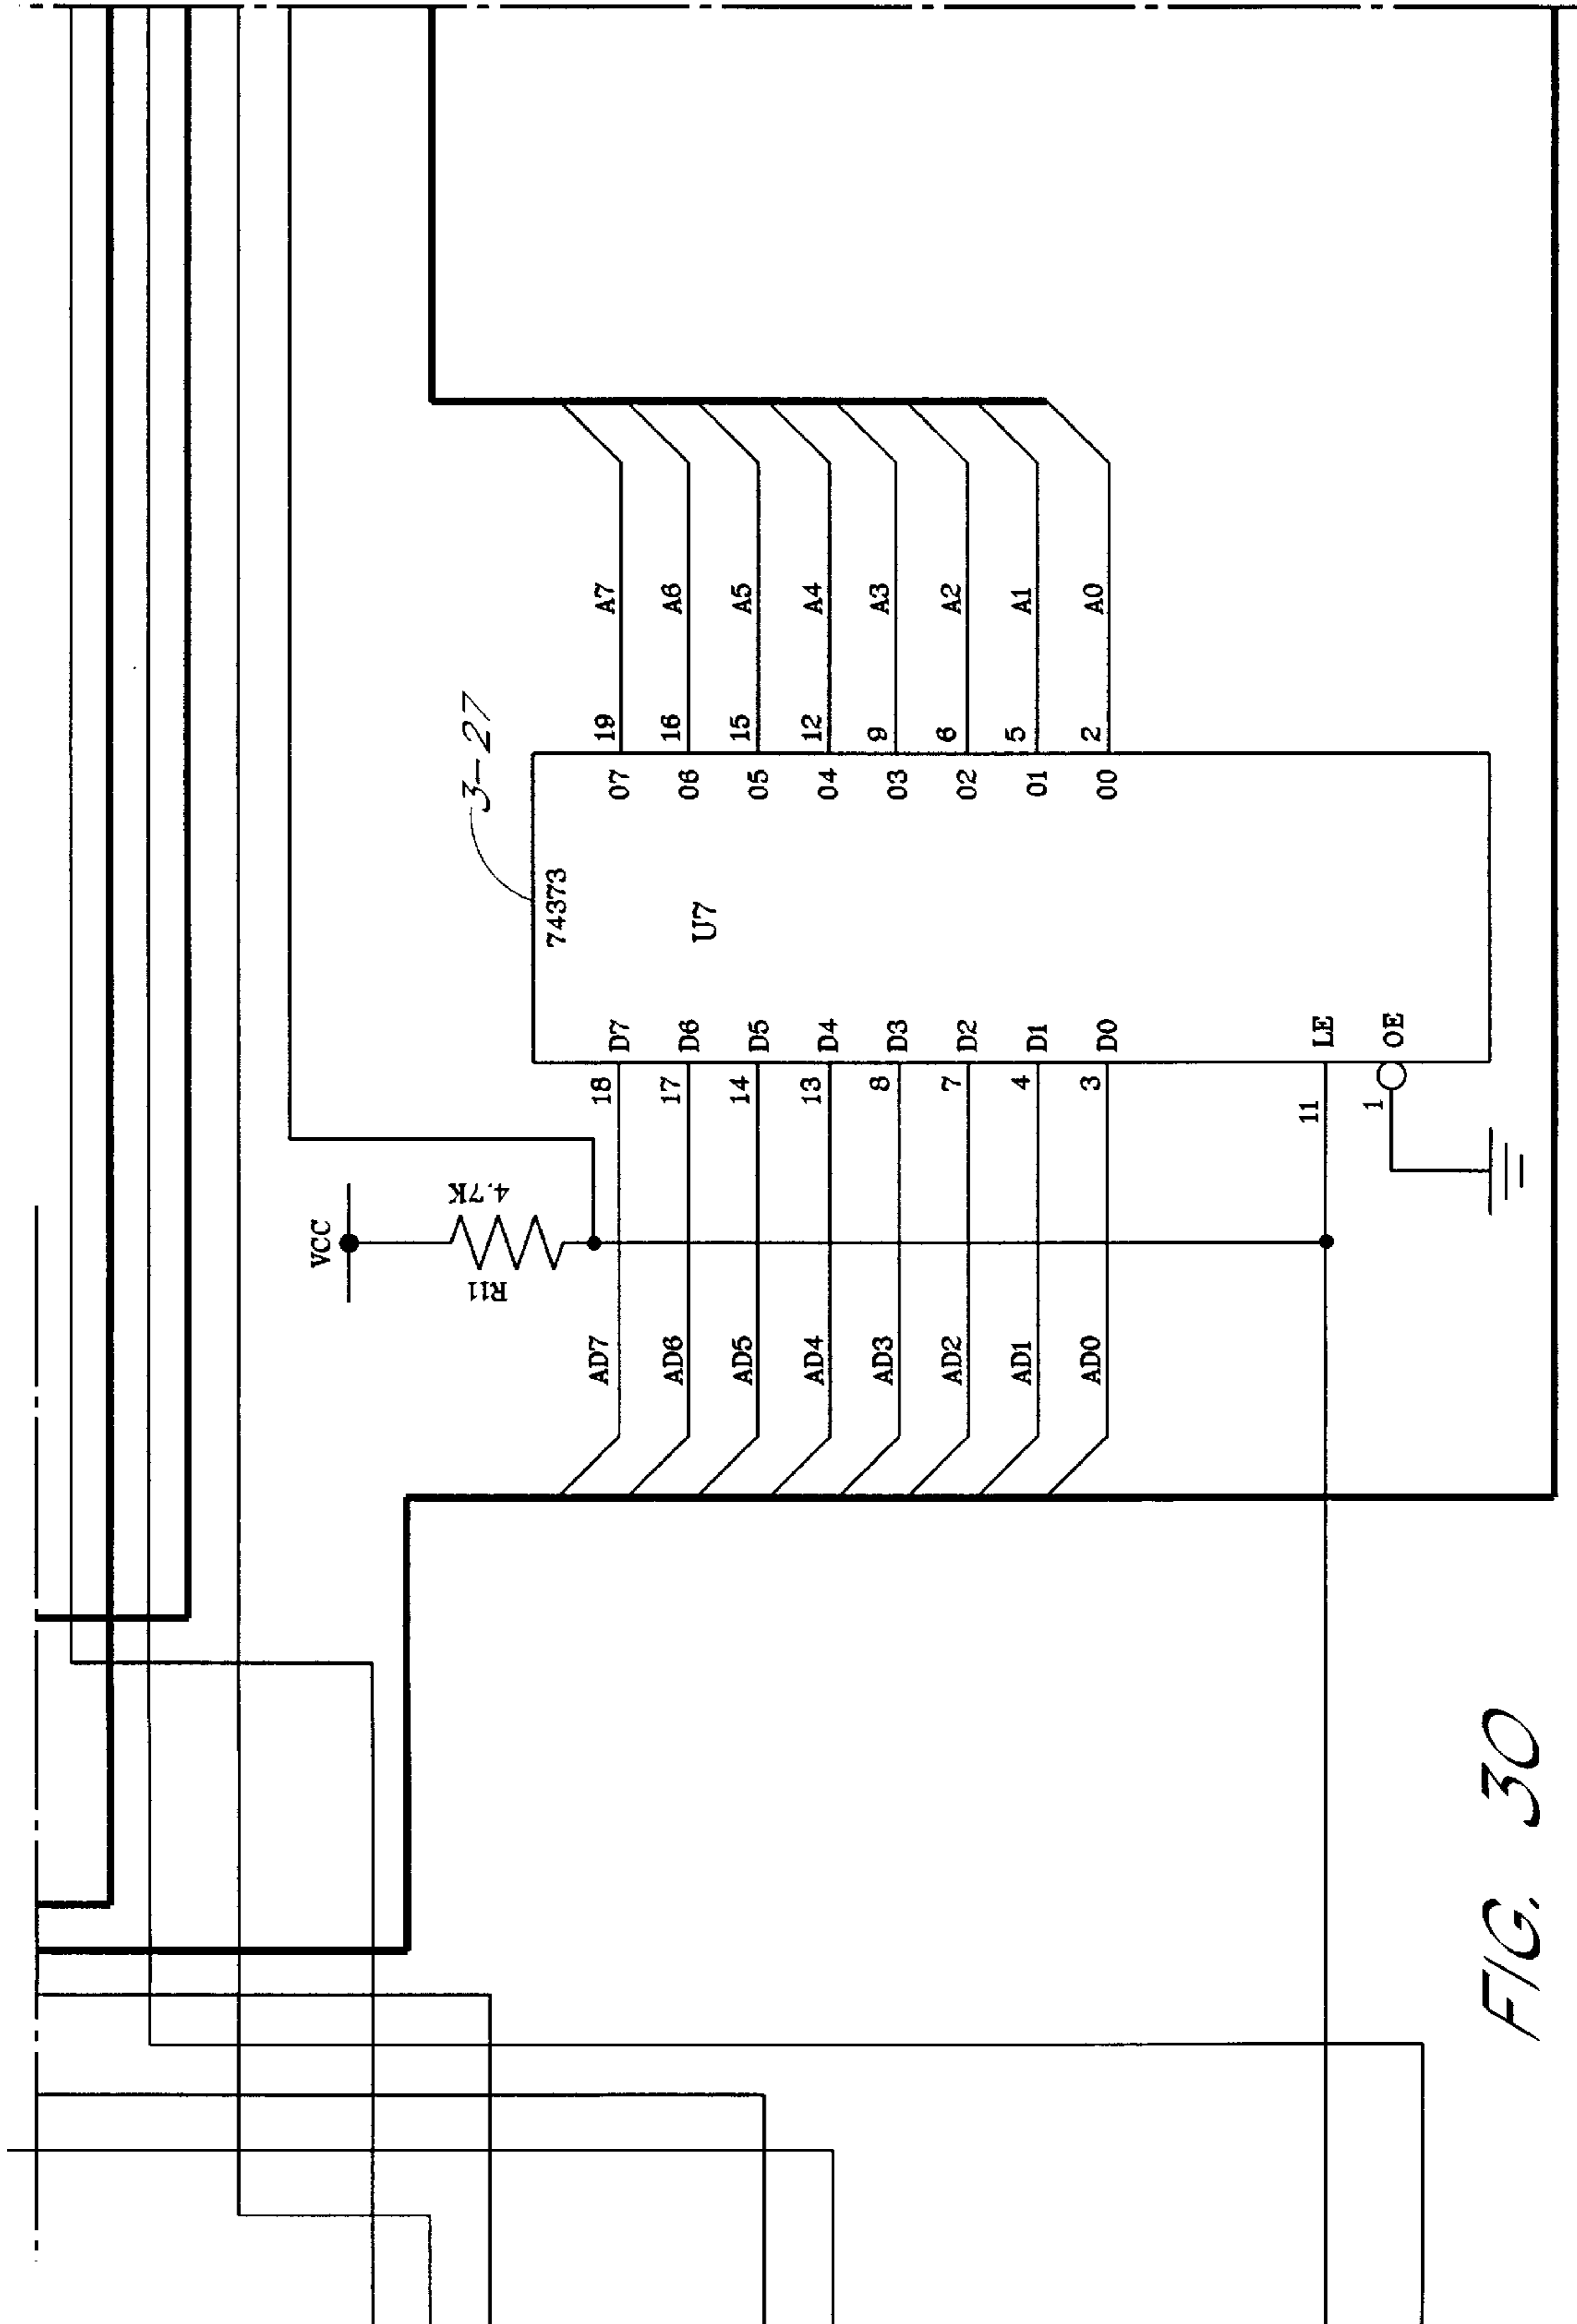 VCC
R11
4.7K
3-27
74373
U7
AD7 18 D7 07 19 A7
AD6 17 D6 06 16 A6
AD5 14 D5 05 15 A5
AD4 13 D4 04 12 A4
AD3 8 D3 03 9 A3
AD2 7 D2 02 6 A2
AD1 4 D1 01 5 A1
AD0 3 D0 00 2 A0
11 LE
1 OE
FIG. 30